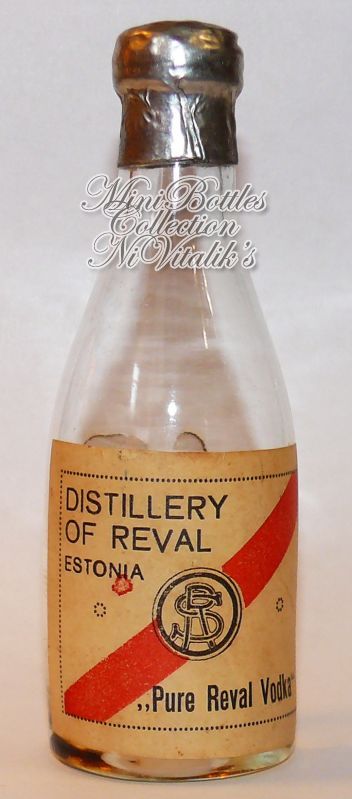 Mini Bottles
Collection
NiVitalik's
DISTILLERY
OF REVAL
ESTONIA
„Pure Reval Vodka"